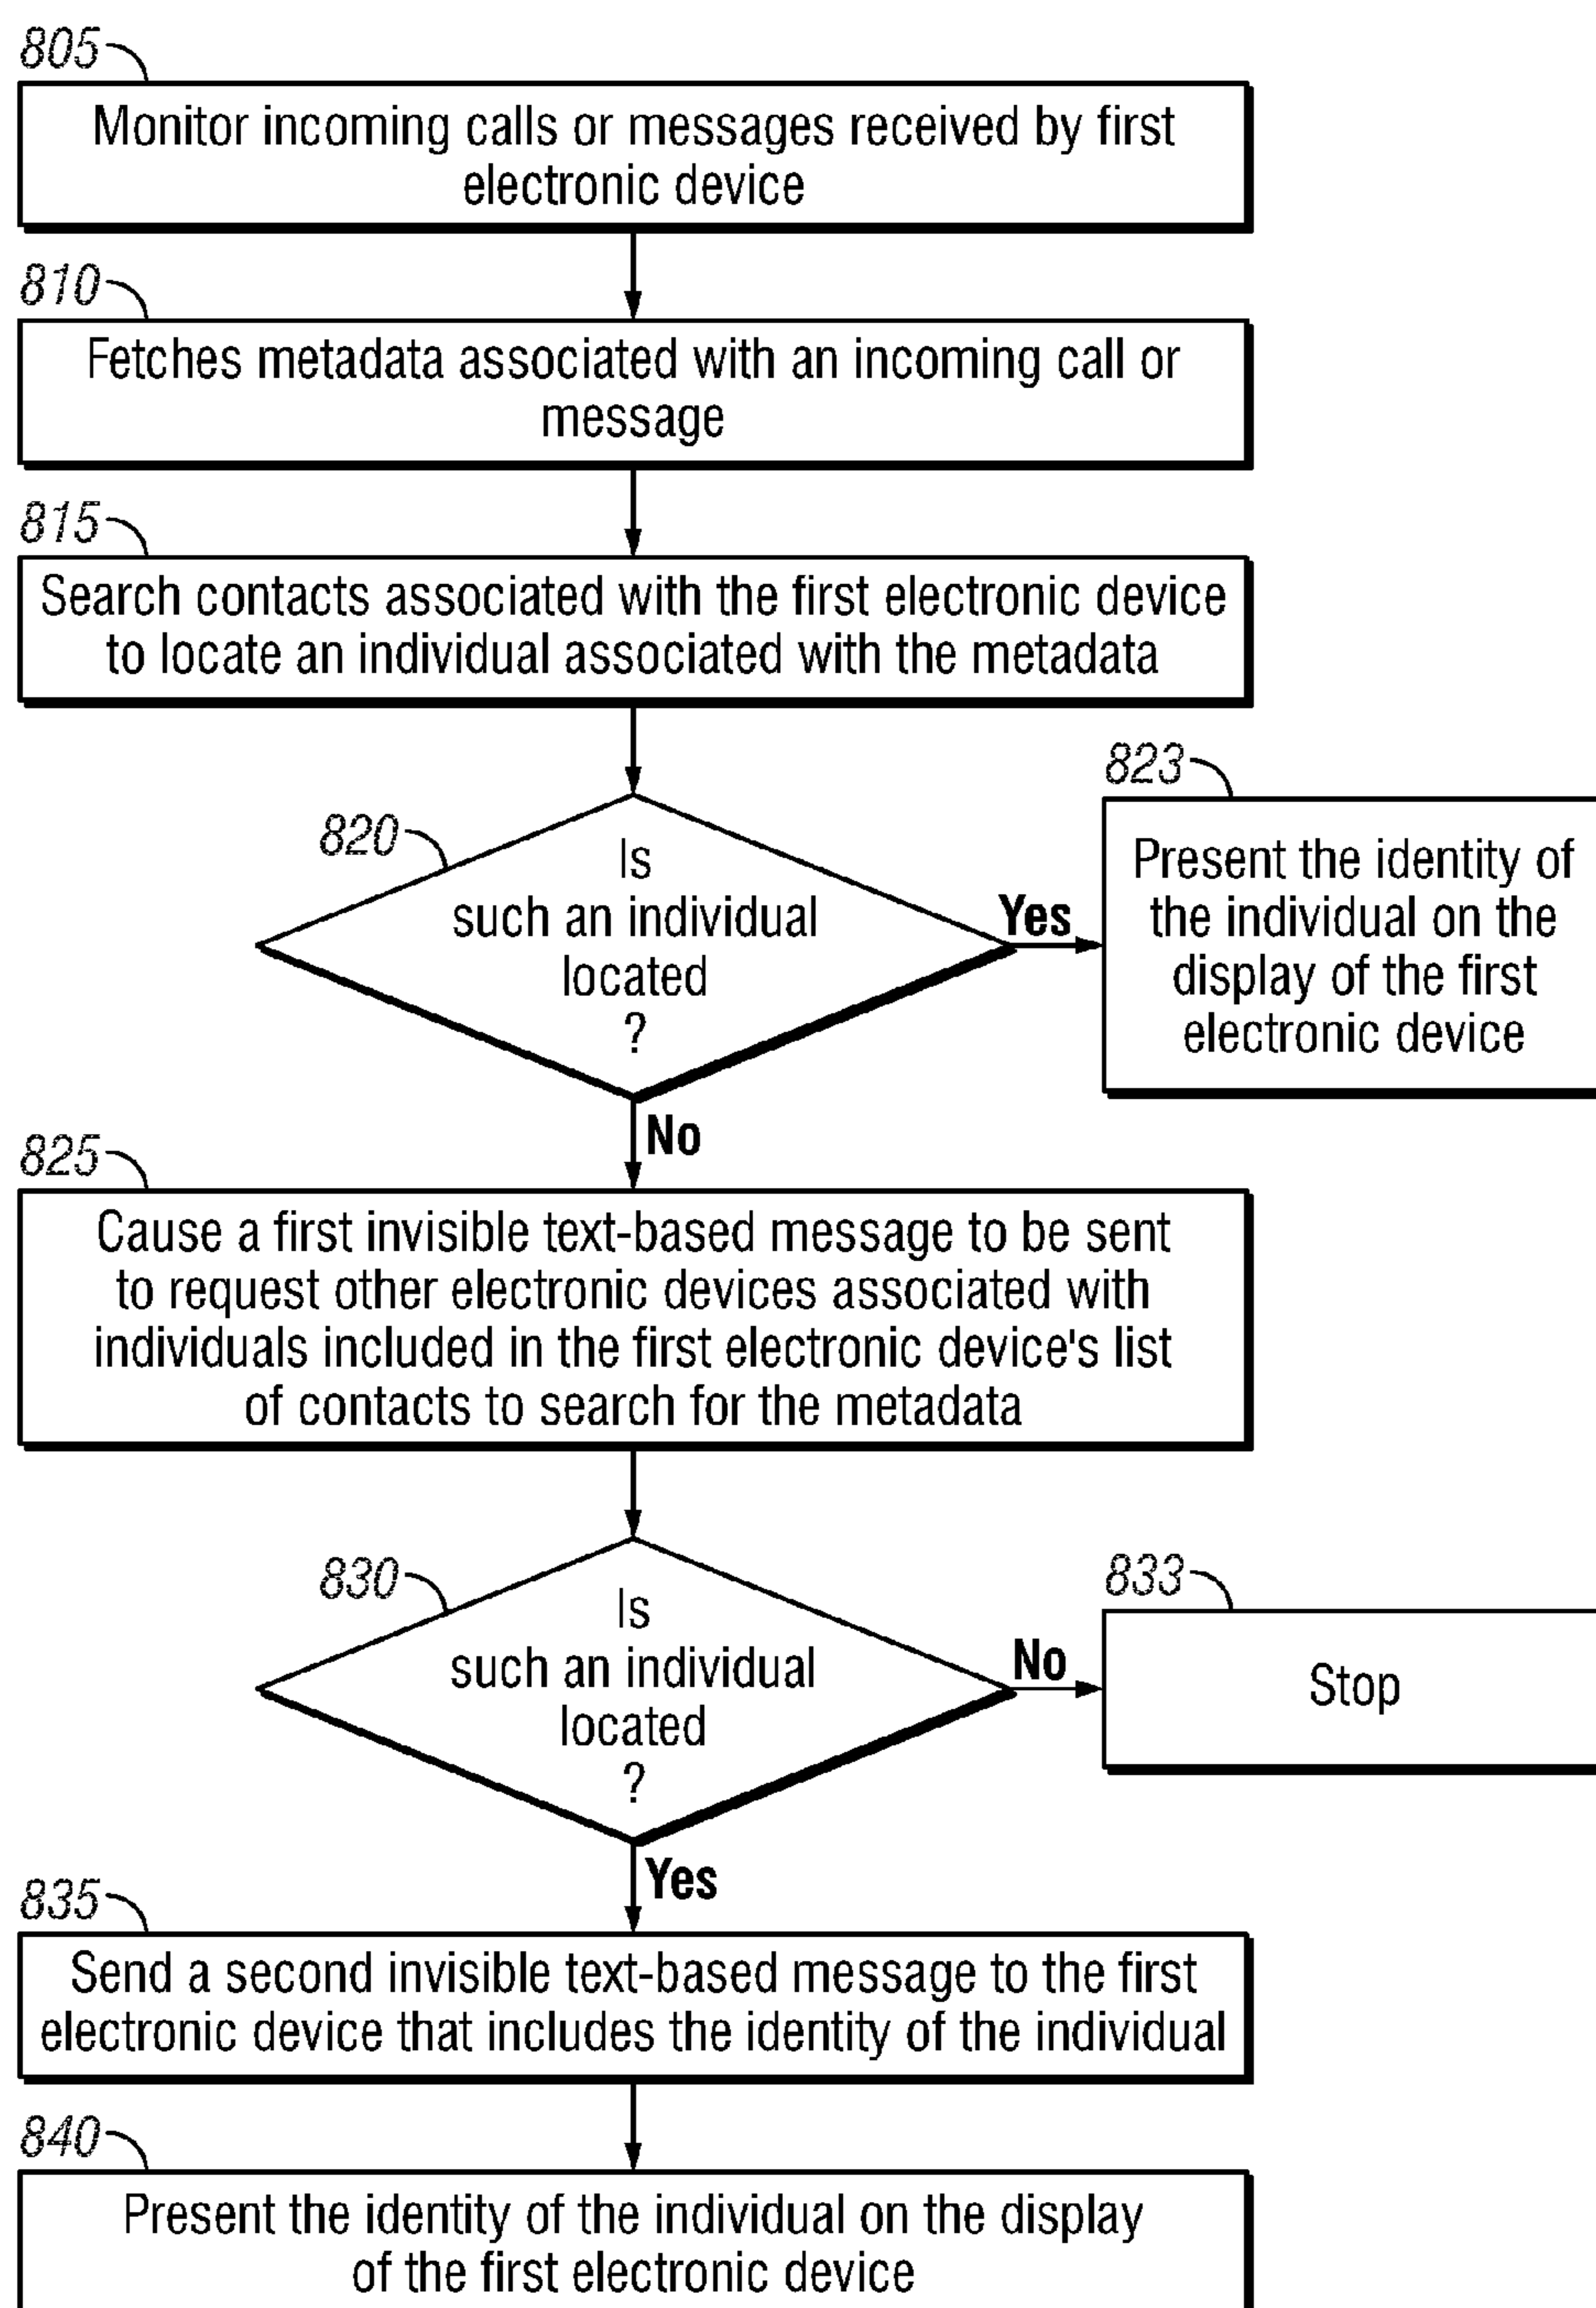 805
Monitor incoming calls or messages received by first
electronic device
810
Fetches metadata associated with an incoming call or
message
815
Search contacts associated with the first electronic device
to locate an individual associated with the metadata
820
Is
such an individual
located
?
Yes
823
Present the identity of
the individual on the
display of the first
electronic device
No
825
Cause a first invisible text-based message to be sent
to request other electronic devices associated with
individuals included in the first electronic device's list
of contacts to search for the metadata
830
Is
such an individual
located
?
No
833
Stop
Yes
835
Send a second invisible text-based message to the first
electronic device that includes the identity of the individual
840
Present the identity of the individual on the display
of the first electronic device